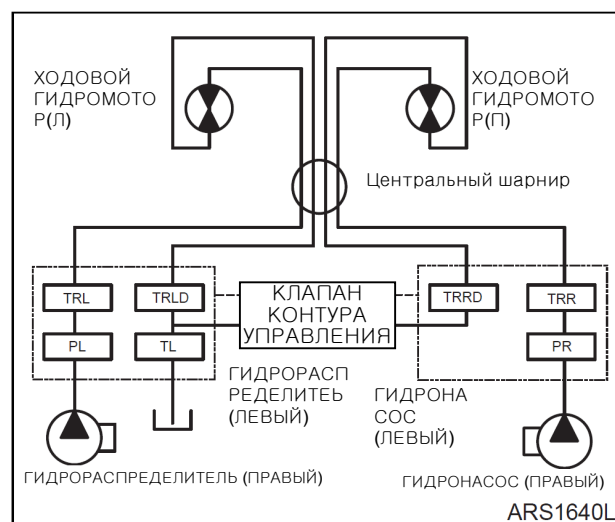 ХОДОВОЙ
ГИДРОМОТО
Р(Л)
ХОДОВОЙ
ГИДРОМОТО
Р(П)
Центральный шарнир
TRL
TRLD
КЛАПАН
КОНТУРА
УПРАВЛЕНИЯ
TRRD
TRR
PL
TL
PR
ГИДРОРАСП
РЕДЕЛИТЕЬ
(ЛЕВЫЙ)
ГИДРОНА
СОС
(ЛЕВЫЙ)
ГИДРОРАСПРЕДЕЛИТЕЛЬ (ПРАВЫЙ)
ГИДРОНАСОС (ПРАВЫЙ)
ARS1640L